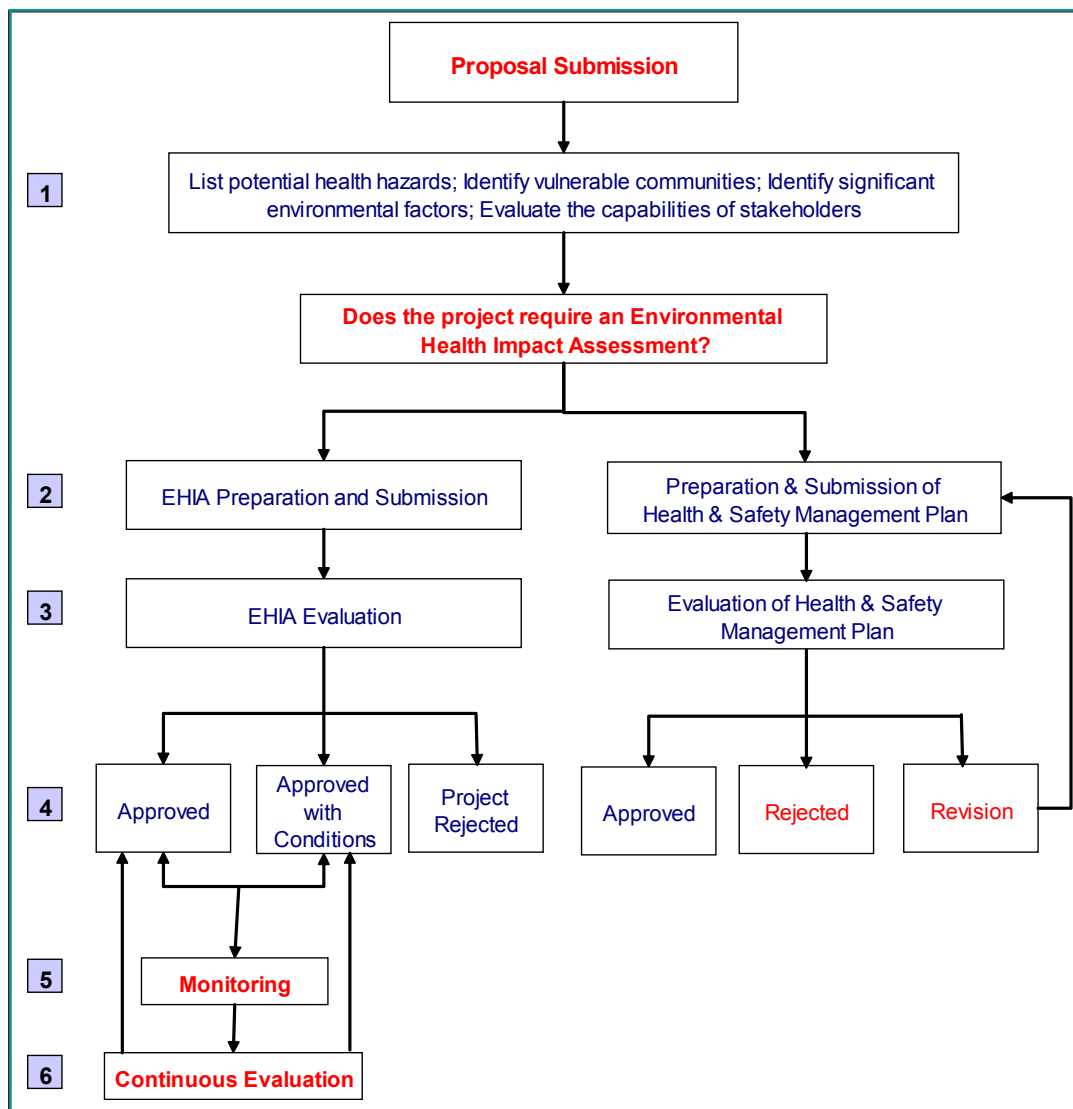 Proposal Submission
1
List potential health hazards; Identify vulnerable communities; Identify significant
environmental factors; Evaluate the capabilities of stakeholders
Does the project require an Environmental
Health Impact Assessment?
2
EHIA Preparation and Submission
Preparation & Submission of
Health & Safety Management Plan
3
EHIA Evaluation
Evaluation of Health & Safety
Management Plan
4
Approved
Approved
with
Conditions
Project
Rejected
Approved
Rejected
Revision
5
Monitoring
6
Continuous Evaluation